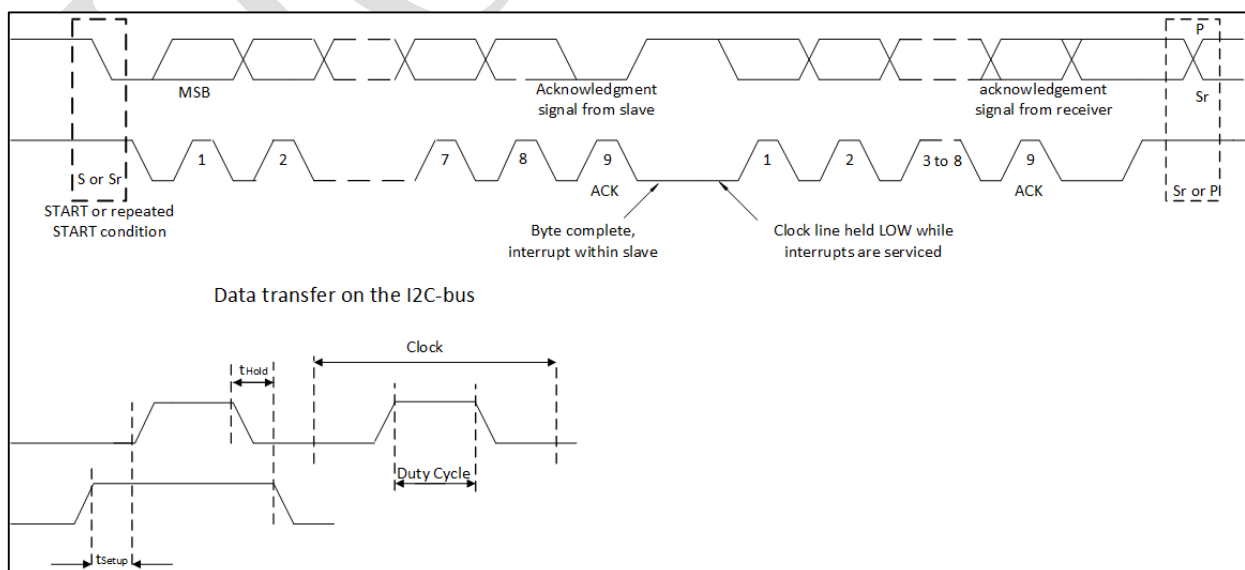 P
MSB
Acknowledgment
signal from slave
acknowledgement
signal from receiver
Sr
1
2
7
8
9
1
2
3 to 8
9
S or Sr
ACK
ACK
Sr or P
START or repeated
START condition
Byte complete,
interrupt within slave
Clock line held LOW while
interrupts are serviced
Data transfer on the I2C-bus
Clock
tHold
Duty Cycle
tSetup